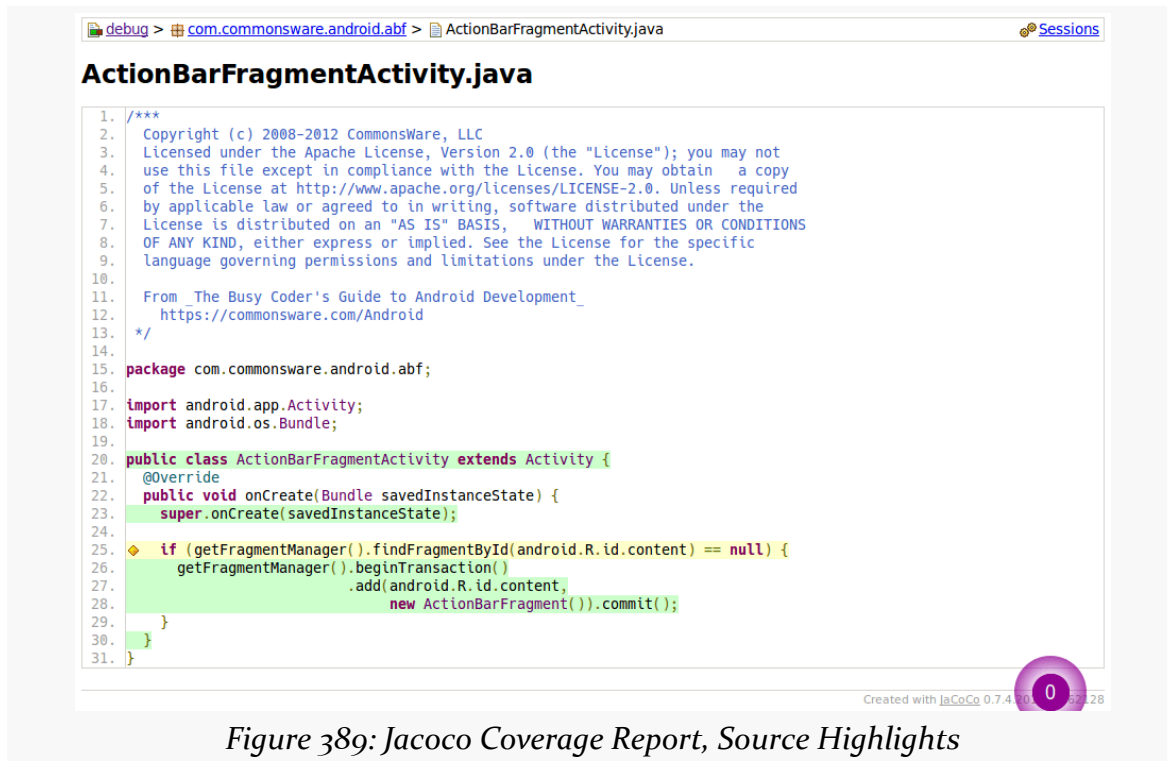 debug > com.commonsware.android.abf > ActionBarFragmentActivity.java Sessions
ActionBarFragmentActivity.java
1. /***
2. Copyright (c) 2008-2012 CommonsWare, LLC
3. Licensed under the Apache License, Version 2.0 (the "License"); you may not
4. use this file except in compliance with the License. You may obtain   a copy
5. of the License at http://www.apache.org/licenses/LICENSE-2.0. Unless required
6. by applicable law or agreed to in writing, software distributed under the
7. License is distributed on an "AS IS" BASIS,   WITHOUT WARRANTIES OR CONDITIONS
8. OF ANY KIND, either express or implied. See the License for the specific
9. language governing permissions and limitations under the License.
10.
11. From _The Busy Coder's Guide to Android Development_
12. https://commonsware.com/Android
13. */
14.
15. package com.commonsware.android.abf;
16.
17. import android.app.Activity;
18. import android.os.Bundle;
19.
20. public class ActionBarFragmentActivity extends Activity {
21. @Override
22. public void onCreate(Bundle savedInstanceState) {
23. super.onCreate(savedInstanceState);
24.
25. if (getFragmentManager().findFragmentById(android.R.id.content) == null) {
26. getFragmentManager().beginTransaction()
27. .add(android.R.id.content,
28. new ActionBarFragment()).commit();
29. }
30. }
31. }
0
Created with JaCoCo 0.7.4
Figure 389: Jacoco Coverage Report, Source Highlights